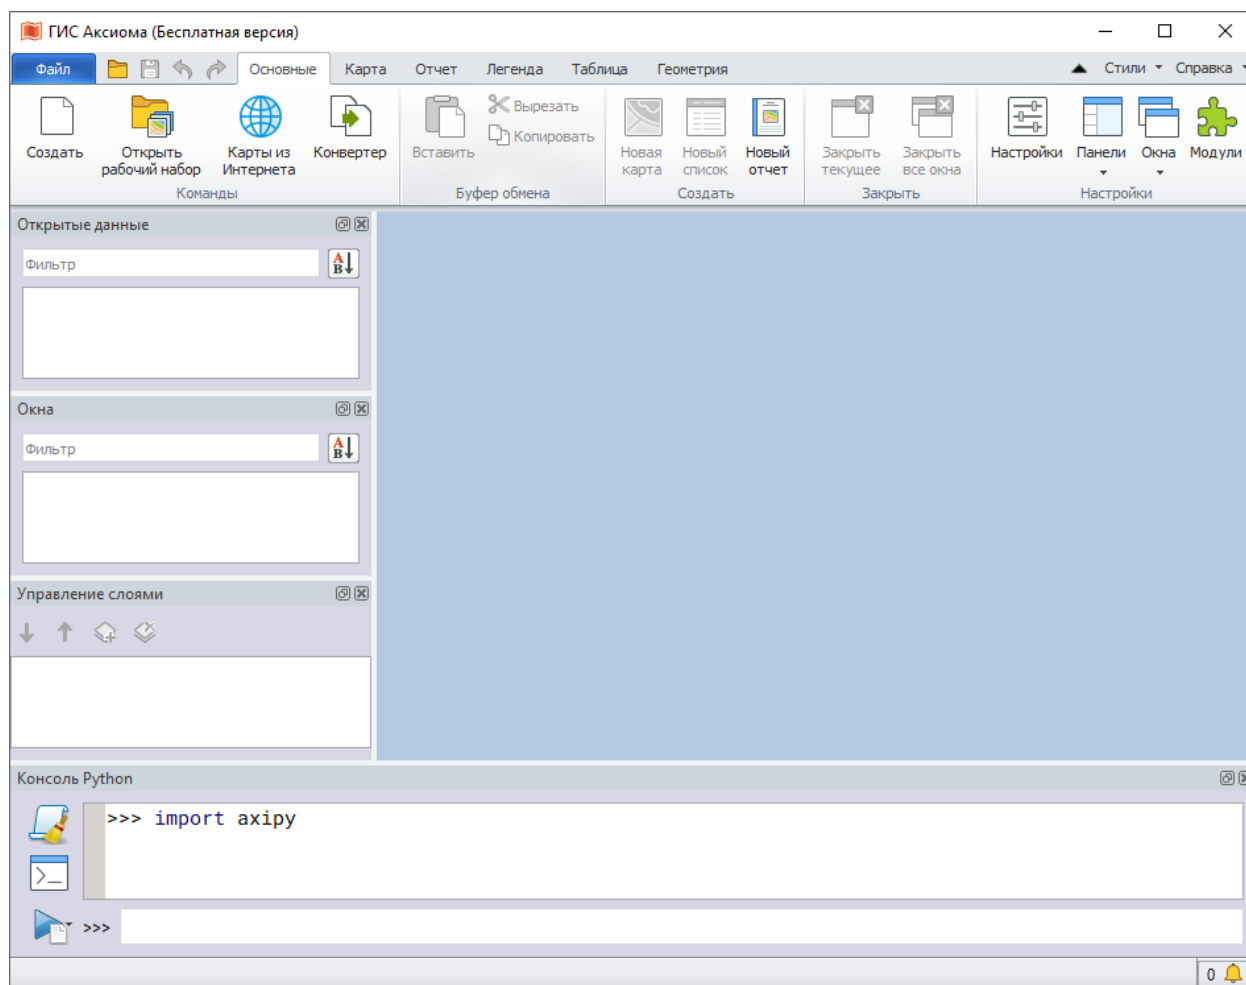 ГИС Аксиома (Бесплатная версия)
Файл Основные Карта Отчет Легенда Таблица Геометрия Стили Справка
Создать
Открыть
рабочий набор
Карты из
Интернета
Конвертер
Команды
Вставить
Вырезать
Копировать
Буфер обмена
Новая
карта
Новый
список
Новый
отчет
Создать
Закрыть
текущее
Закрыть
все окна
Закрыть
Настройки
Панели
Окна
Модули
Настройки
Открытые данные
Фильтр
A
B
Окна
Фильтр
A
B
Управление слоями
Консоль Python
>>> import axipy
>_
>>>
0